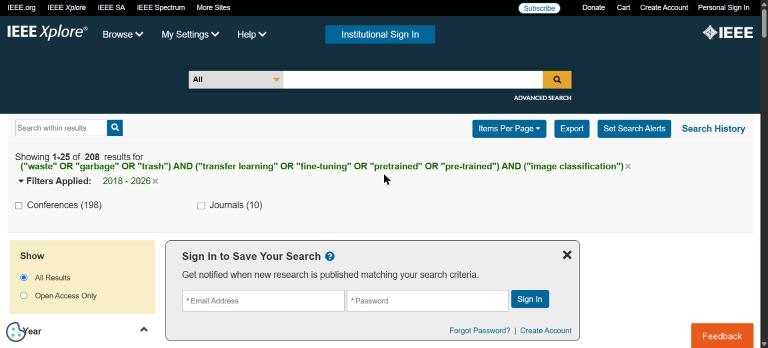 IEEE.org IEEE Xplore IEEE SA IEEE Spectrum More Sites Subscribe Donate Cart Create Account Personal Sign In
IEEE Xplore® Browse My Settings Help Institutional Sign In IEEE
All
ADVANCED SEARCH
Search within results Items Per Page Export Set Search Alerts Search History
Showing 1-25 of 208 results for
("waste" OR "garbage" OR "trash") AND ("transfer learning" OR "fine-tuning" OR "pretrained" OR "pre-trained") AND ("image classification") ×
Filters Applied: 2018 - 2026 ×
Conferences (198) Journals (10)
Show
All Results
Open Access Only
Year
Sign In to Save Your Search
Get notified when new research is published matching your search criteria.
*Email Address *Password Sign In
Forgot Password? | Create Account
Feedback